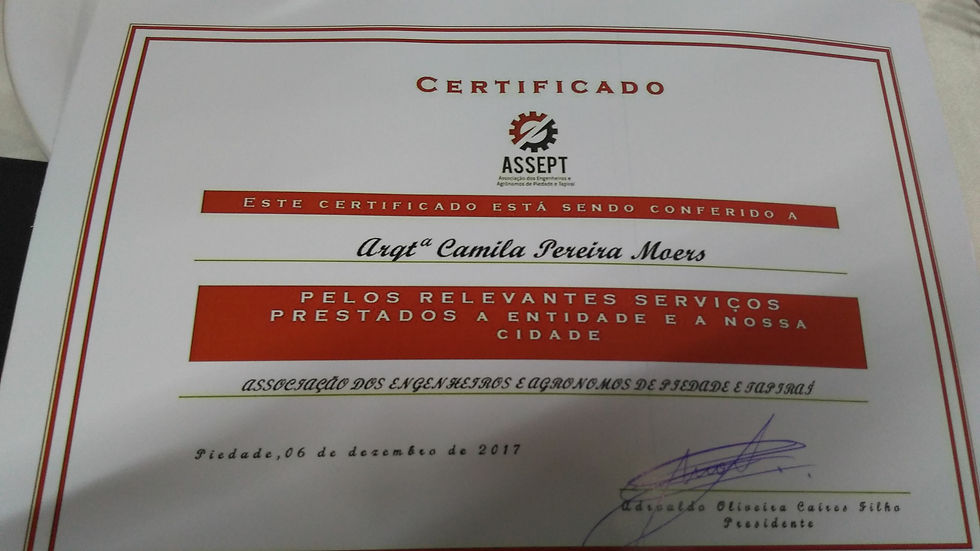 CERTIFICADO
ASSEPT
Associação dos Engenheiros e
Agrônomos de Piedade e Tapiraí
ESTE CERTIFICADO ESTÁ SENDO CONFERIDO A
Arqtª Camila Pereira Moers
PELOS RELEVANTES SERVIÇOS
PRESTADOS A ENTIDADE E A NOSSA
CIDADE
ASSOCIAÇÃO DOS ENGENHEIROS E AGRONOMOS DE PIEDADE E TAPIRAÍ
Piedade,06 de dezembro de 2017
Oliveira Caires Filho
Presidente